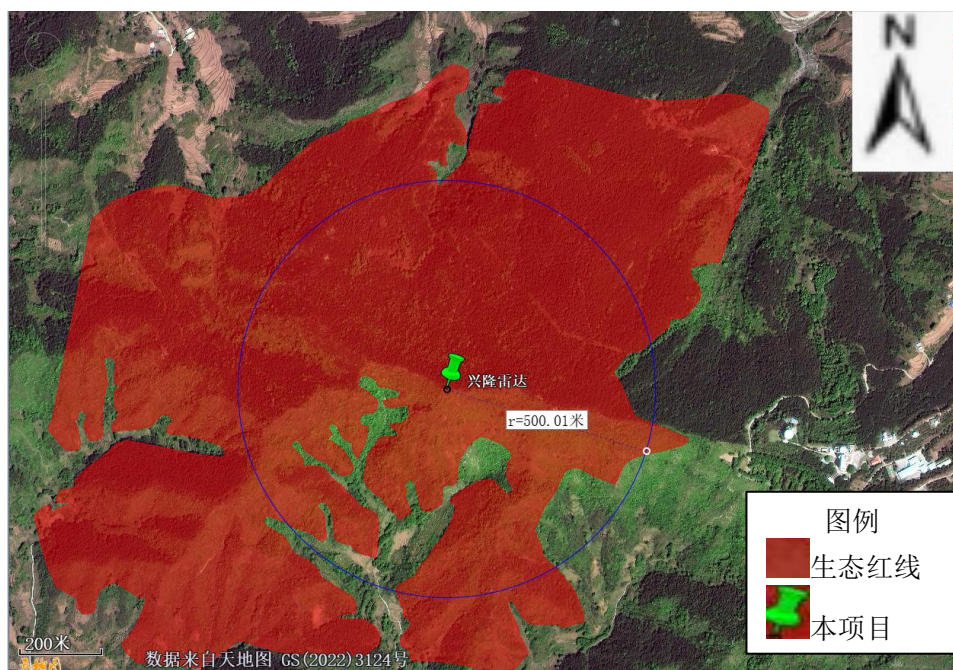 N
兴隆雷达
r=500.01米
图例
生态红线
本项目
200米
数据来自天地图 GS(2022)3124号